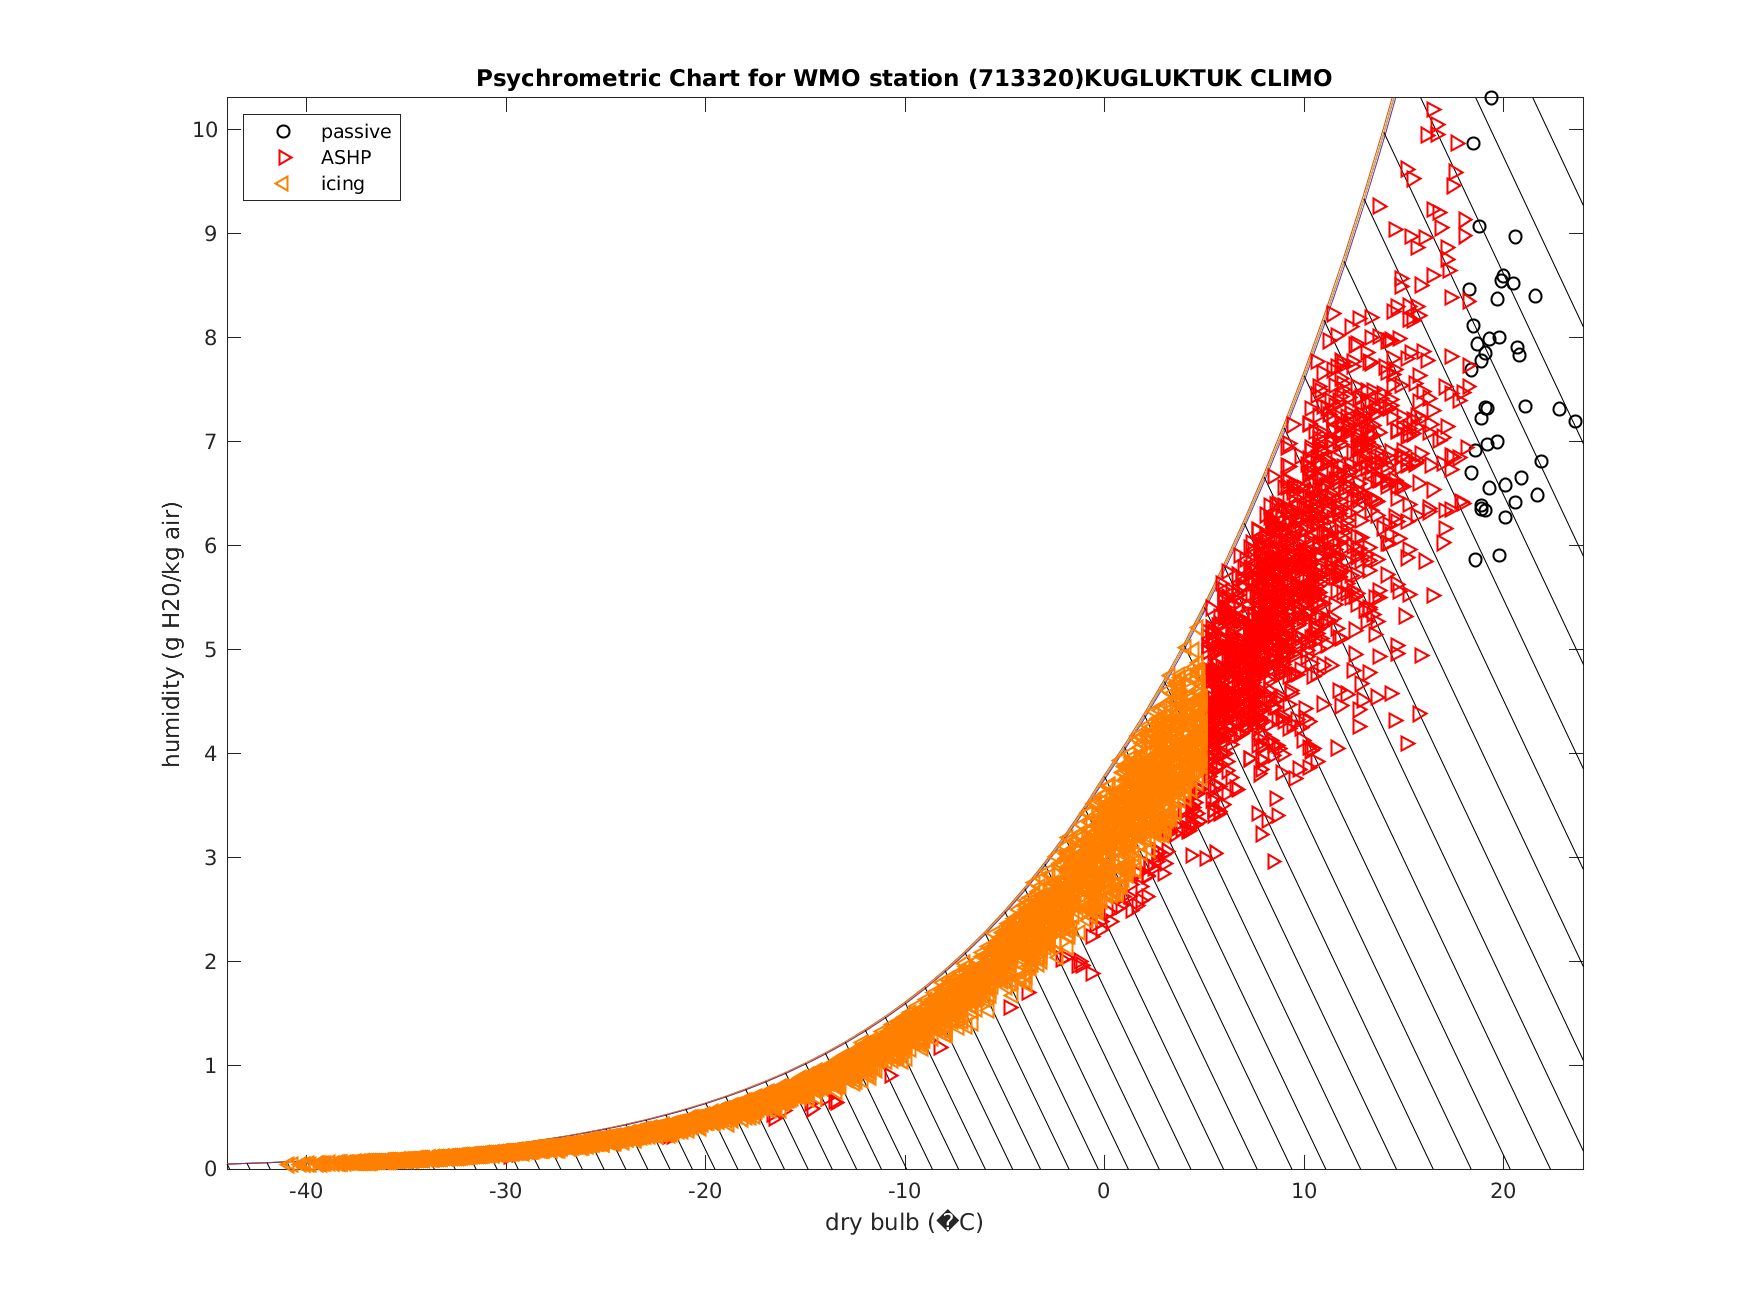 Psychrometric Chart for WMO station (713320)KUGLUKTUK CLIMO
passive
ASHP
icing
10
9
8
7
6
5
4
3
2
1
0
humidity (g H20/kg air)
-40 -30 -20 -10 0 10 20
dry bulb (�C)